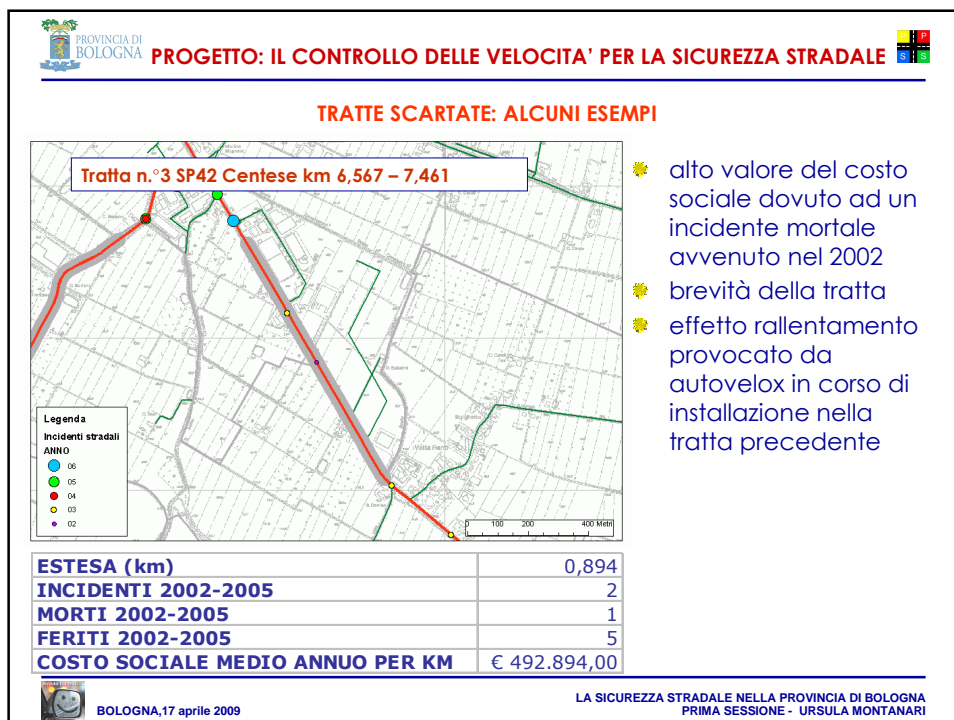 PROVINCIA DI
BOLOGNA
PROGETTO: IL CONTROLLO DELLE VELOCITA' PER LA SICUREZZA STRADALE
P P
S S
TRATTE SCARTATE: ALCUNI ESEMPI
Tratta n.°3 SP42 Centese km 6,567 – 7,461
Legenda
Incidenti stradali
ANNO
06
05
04
03
02
0 100 200 400 Metri
alto valore del costo
sociale dovuto ad un
incidente mortale
avvenuto nel 2002
brevità della tratta
effetto rallentamento
provocato da
autovelox in corso di
installazione nella
tratta precedente
ESTESA (km) 0,894
INCIDENTI 2002-2005 2
MORTI 2002-2005 1
FERITI 2002-2005 5
COSTO SOCIALE MEDIO ANNUO PER KM € 492.894,00
BOLOGNA,17 aprile 2009
LA SICUREZZA STRADALE NELLA PROVINCIA DI BOLOGNA
PRIMA SESSIONE - URSULA MONTANARI